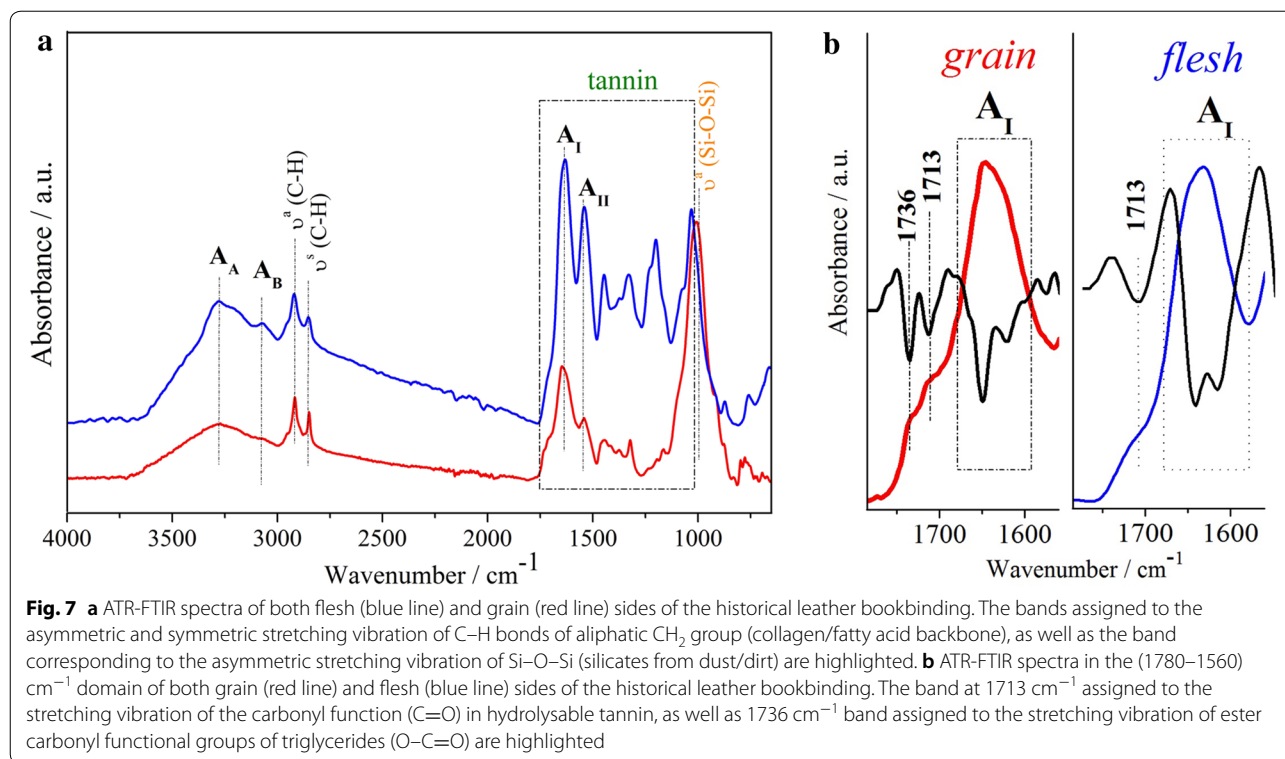 a
tannin
A_I
A_II
A_A
A_B
υ^a (C-H)
υ^s (C-H)
υ^a (Si-O-Si)
Absorbance / a.u.
4000 3500 3000 2500 2000 1500 1000
Wavenumber / cm^-1
b
grain
A_I
1736
1713
Absorbance / a.u.
1700 1600
flesh
A_I
1713
1700 1600
Wavenumber / cm^-1
Fig. 7 a ATR-FTIR spectra of both flesh (blue line) and grain (red line) sides of the historical leather bookbinding. The bands assigned to the
asymmetric and symmetric stretching vibration of C–H bonds of aliphatic CH₂ group (collagen/fatty acid backbone), as well as the band
corresponding to the asymmetric stretching vibration of Si–O–Si (silicates from dust/dirt) are highlighted. b ATR-FTIR spectra in the (1780–1560)
cm⁻¹ domain of both grain (red line) and flesh (blue line) sides of the historical leather bookbinding. The band at 1713 cm⁻¹ assigned to the
stretching vibration of the carbonyl function (C=O) in hydrolysable tannin, as well as 1736 cm⁻¹ band assigned to the stretching vibration of ester
carbonyl functional groups of triglycerides (O–C=O) are highlighted